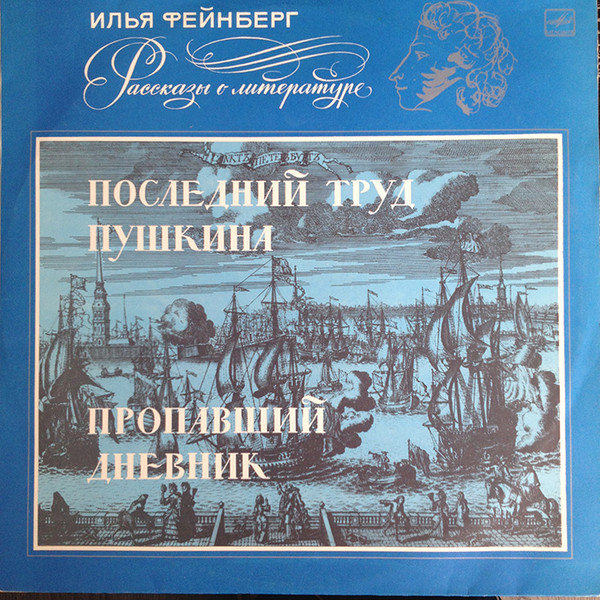 ИЛЬЯ ФЕЙНБЕРГ
Рассказы о литературе
ПОСЛЕДНИЙ ТРУД
ПУШКИНА
ПРОПАВШИЙ
ДНЕВНИК